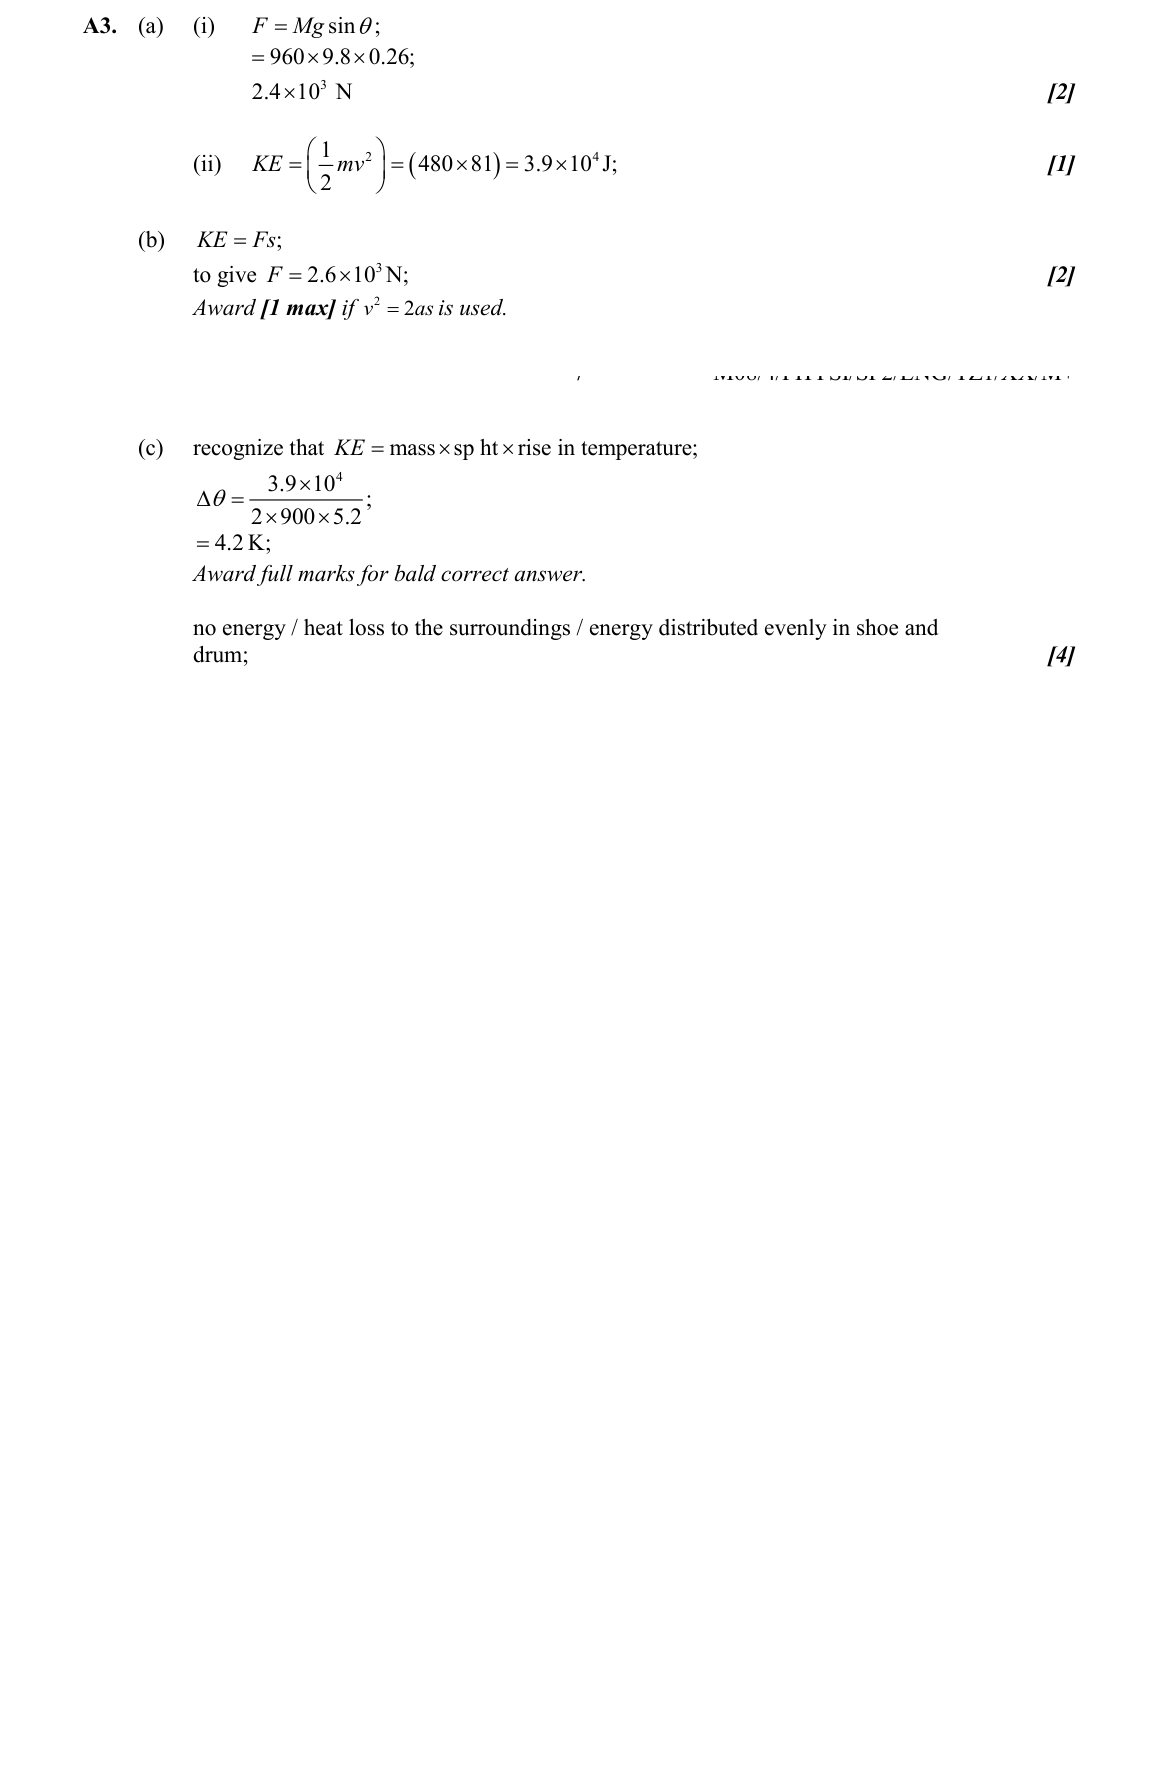 A3. (a) (i) F = Mg sin θ;
= 960×9.8×0.26;
2.4×10³ N [2]
(ii) KE = (1/2 mv²) = (480×81) = 3.9×10⁴ J; [1]
(b) KE = Fs;
to give F = 2.6×10³ N; [2]
Award [1 max] if v² = 2as is used.
(c) recognize that KE = mass × sp ht × rise in temperature;
Δθ = 3.9×10⁴ / 2×900×5.2;
= 4.2 K;
Award full marks for bald correct answer.
no energy / heat loss to the surroundings / energy distributed evenly in shoe and
drum; [4]